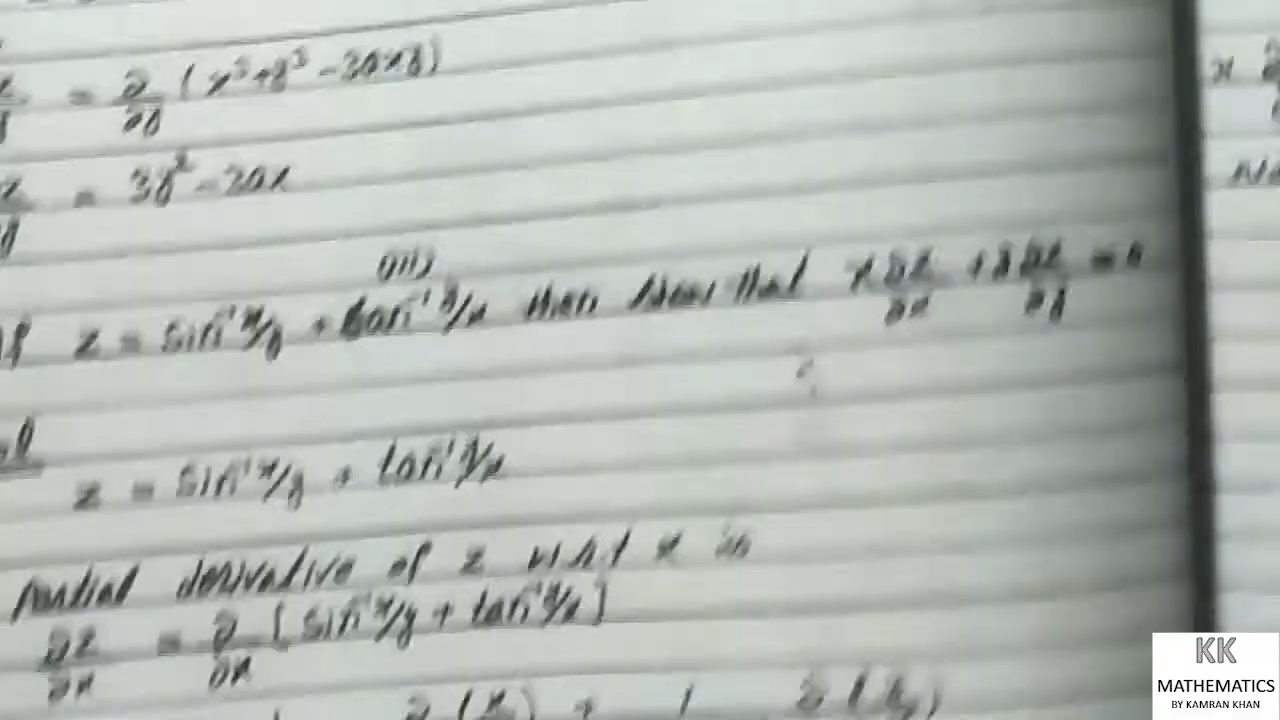 = ∂/∂y (x³+y³-3axy)
= 3y² - 3ax
(iii)
If z = sin⁻¹ x/y + tan⁻¹ y/x then show that x ∂z/∂x + y ∂z/∂y = 0
Sol
z = sin⁻¹ x/y + tan⁻¹ y/x
partial derivative of z w.r.t x is
∂z/∂x = ∂/∂x [sin⁻¹ x/y + tan⁻¹ y/x]
KK
MATHEMATICS
BY KAMRAN KHAN